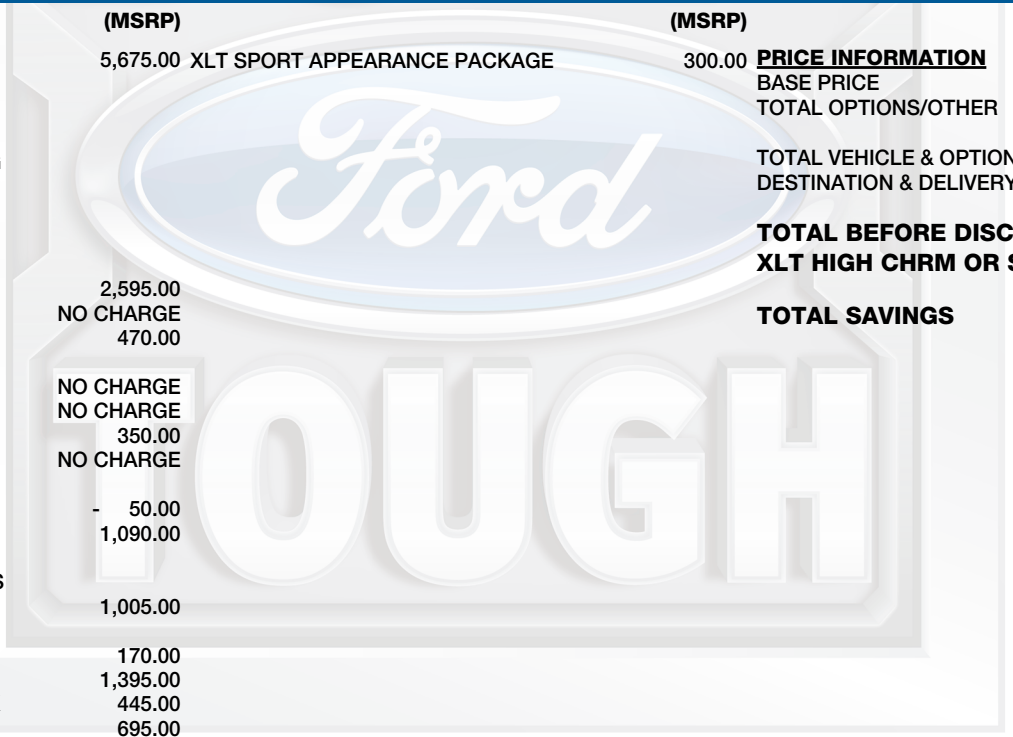 (MSRP)
5,675.00
2,595.00
NO CHARGE
470.00
NO CHARGE
NO CHARGE
350.00
NO CHARGE
- 50.00
1,090.00
S
1,005.00
170.00
1,395.00
445.00
695.00
(MSRP)
XLT SPORT APPEARANCE PACKAGE 300.00
PRICE INFORMATION
BASE PRICE
TOTAL OPTIONS/OTHER
TOTAL VEHICLE & OPTION
DESTINATION & DELIVERY
TOTAL BEFORE DISC
XLT HIGH CHRM OR S
TOTAL SAVINGS
Ford
TOUGH